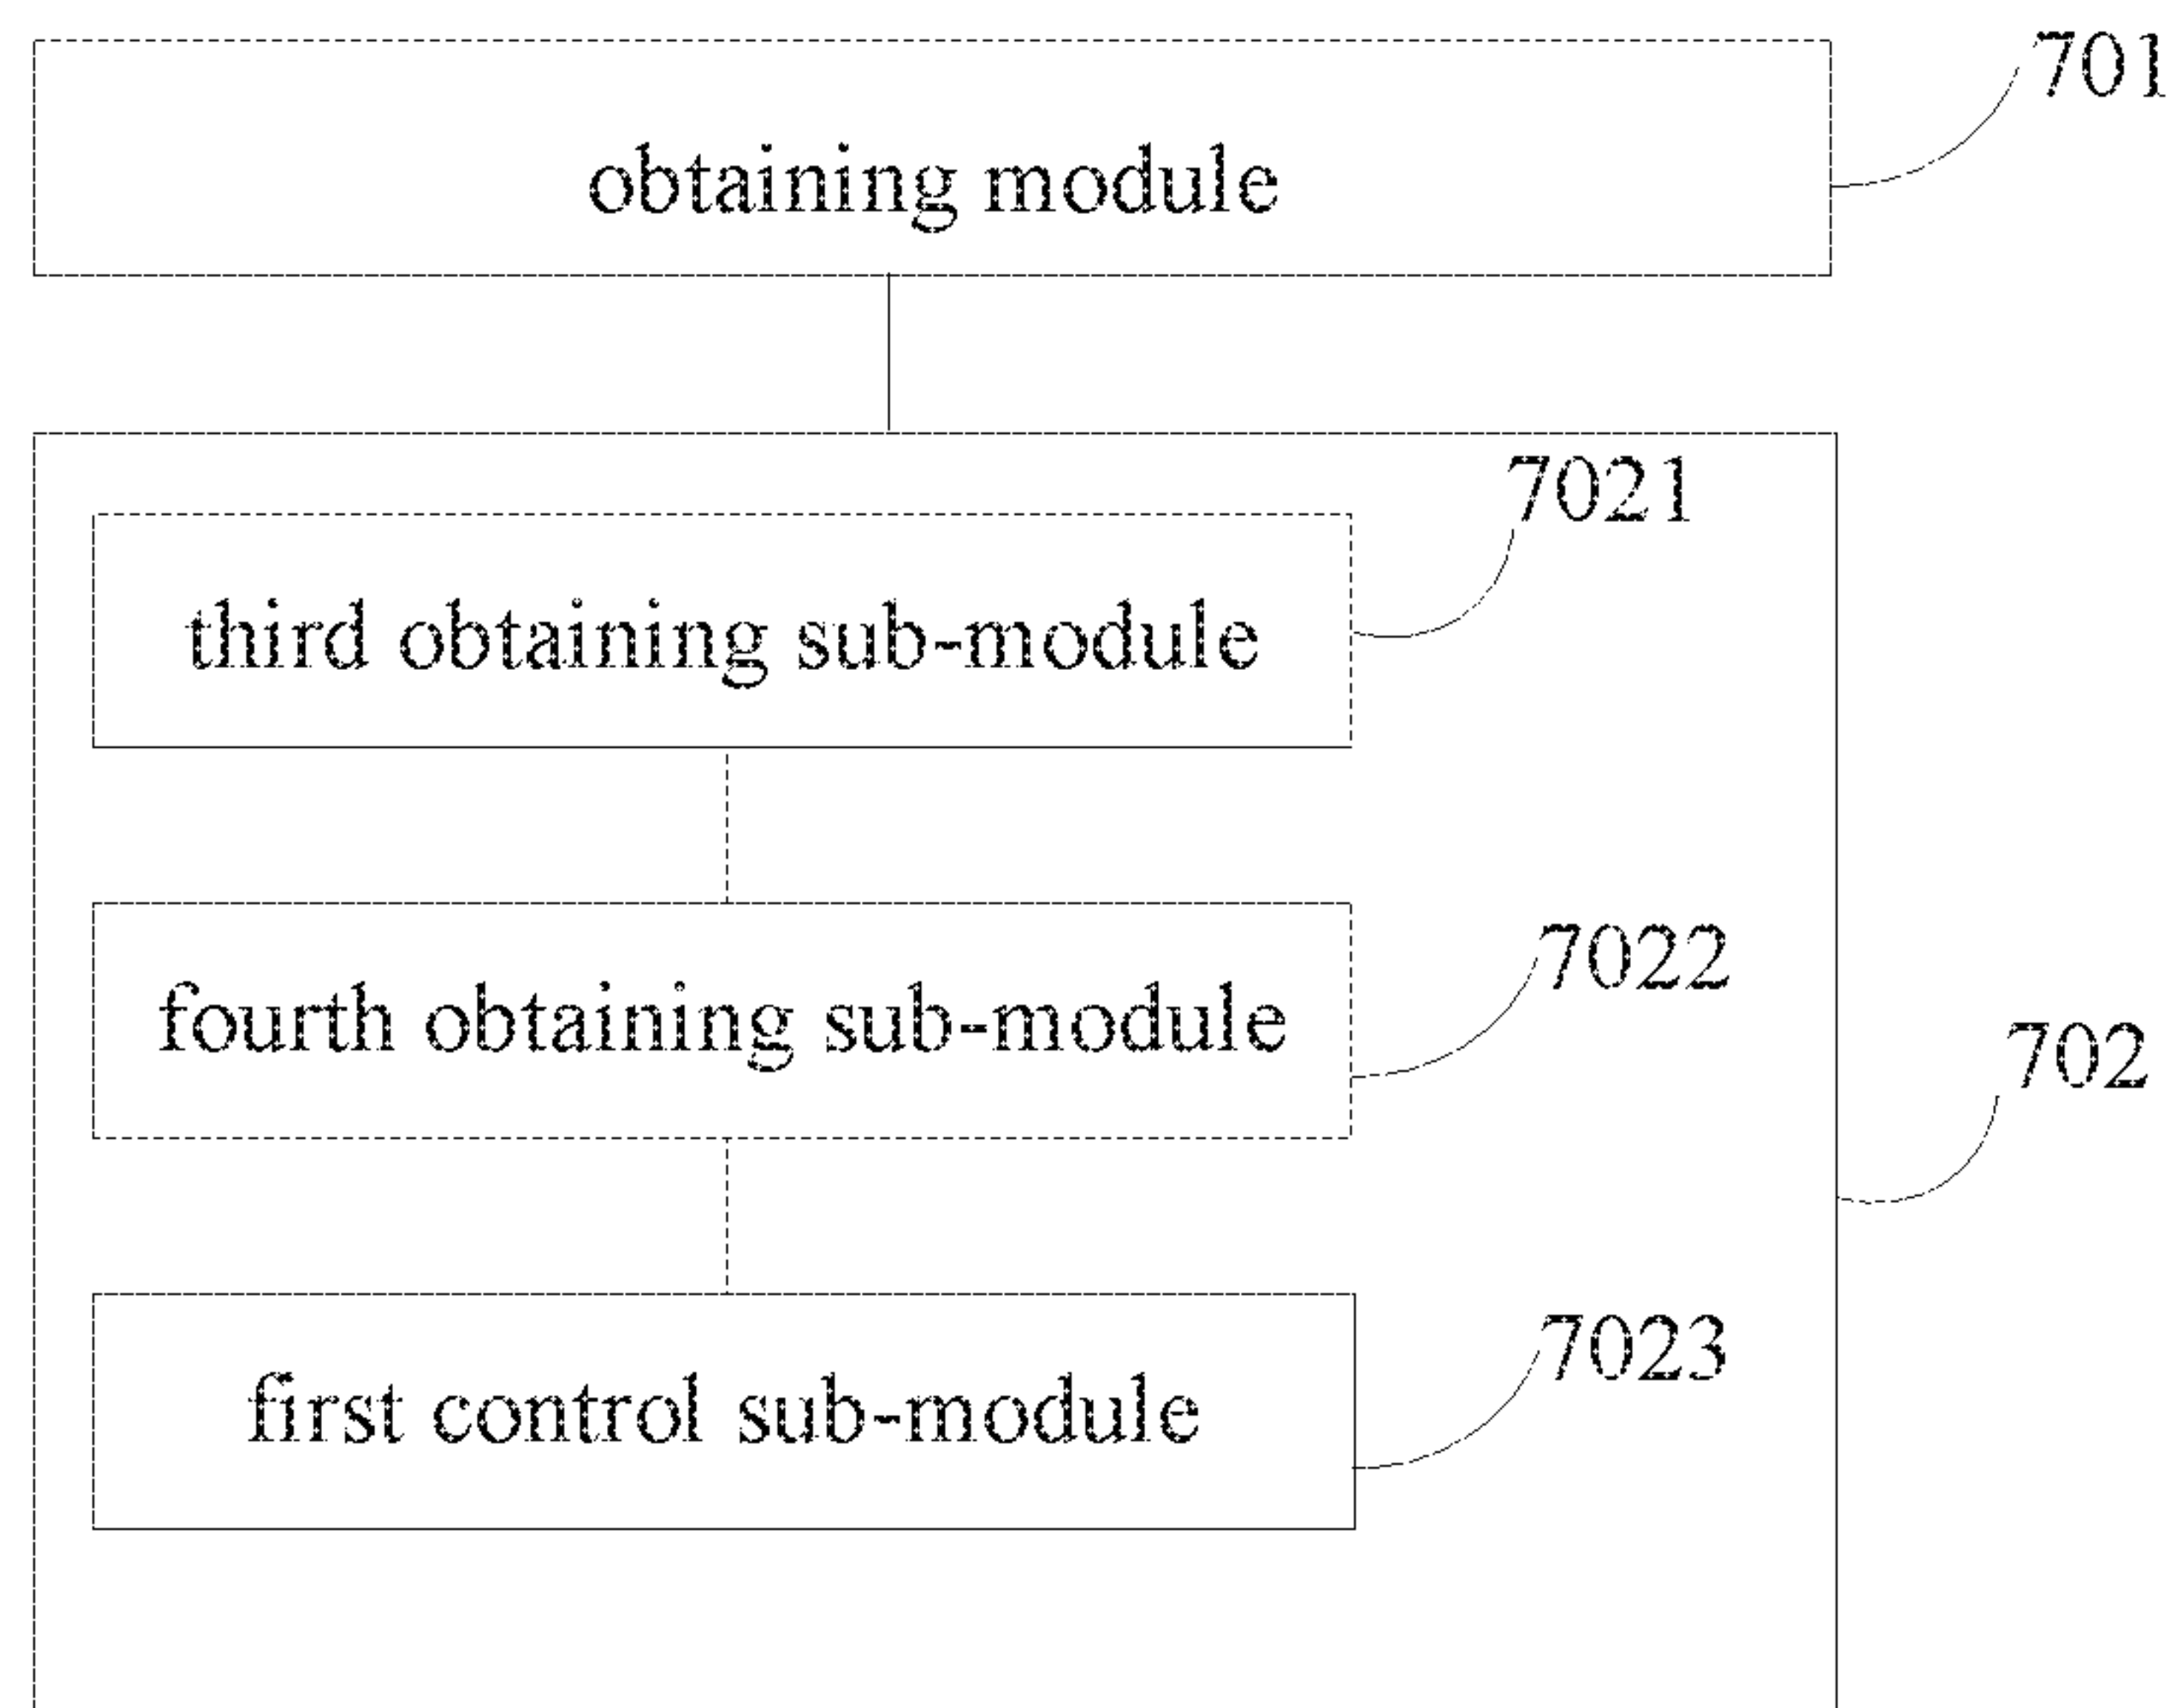 701
obtaining module
7021
third obtaining sub-module
7022
fourth obtaining sub-module
702
7023
first control sub-module